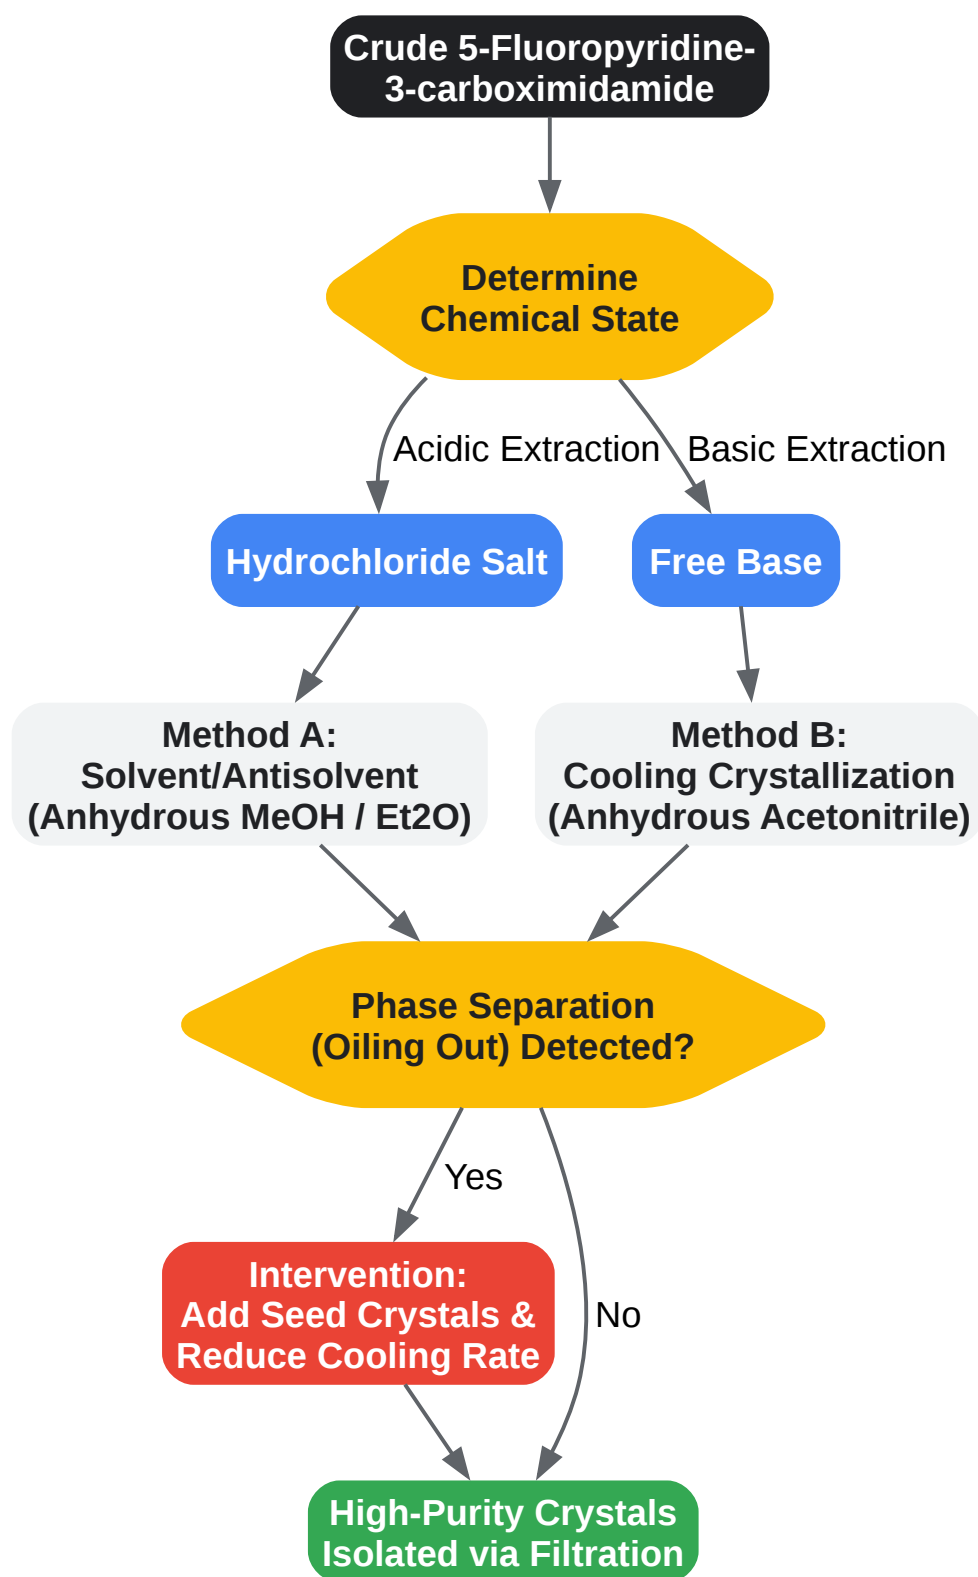 Crude 5-Fluoropyridine-
3-carboximidamide
Determine
Chemical State
Acidic Extraction
Basic Extraction
Hydrochloride Salt
Free Base
Method A:
Solvent/Antisolvent
(Anhydrous MeOH / Et2O)
Method B:
Cooling Crystallization
(Anhydrous Acetonitrile)
Phase Separation
(Oiling Out) Detected?
Yes
Intervention:
Add Seed Crystals &
Reduce Cooling Rate
No
High-Purity Crystals
Isolated via Filtration